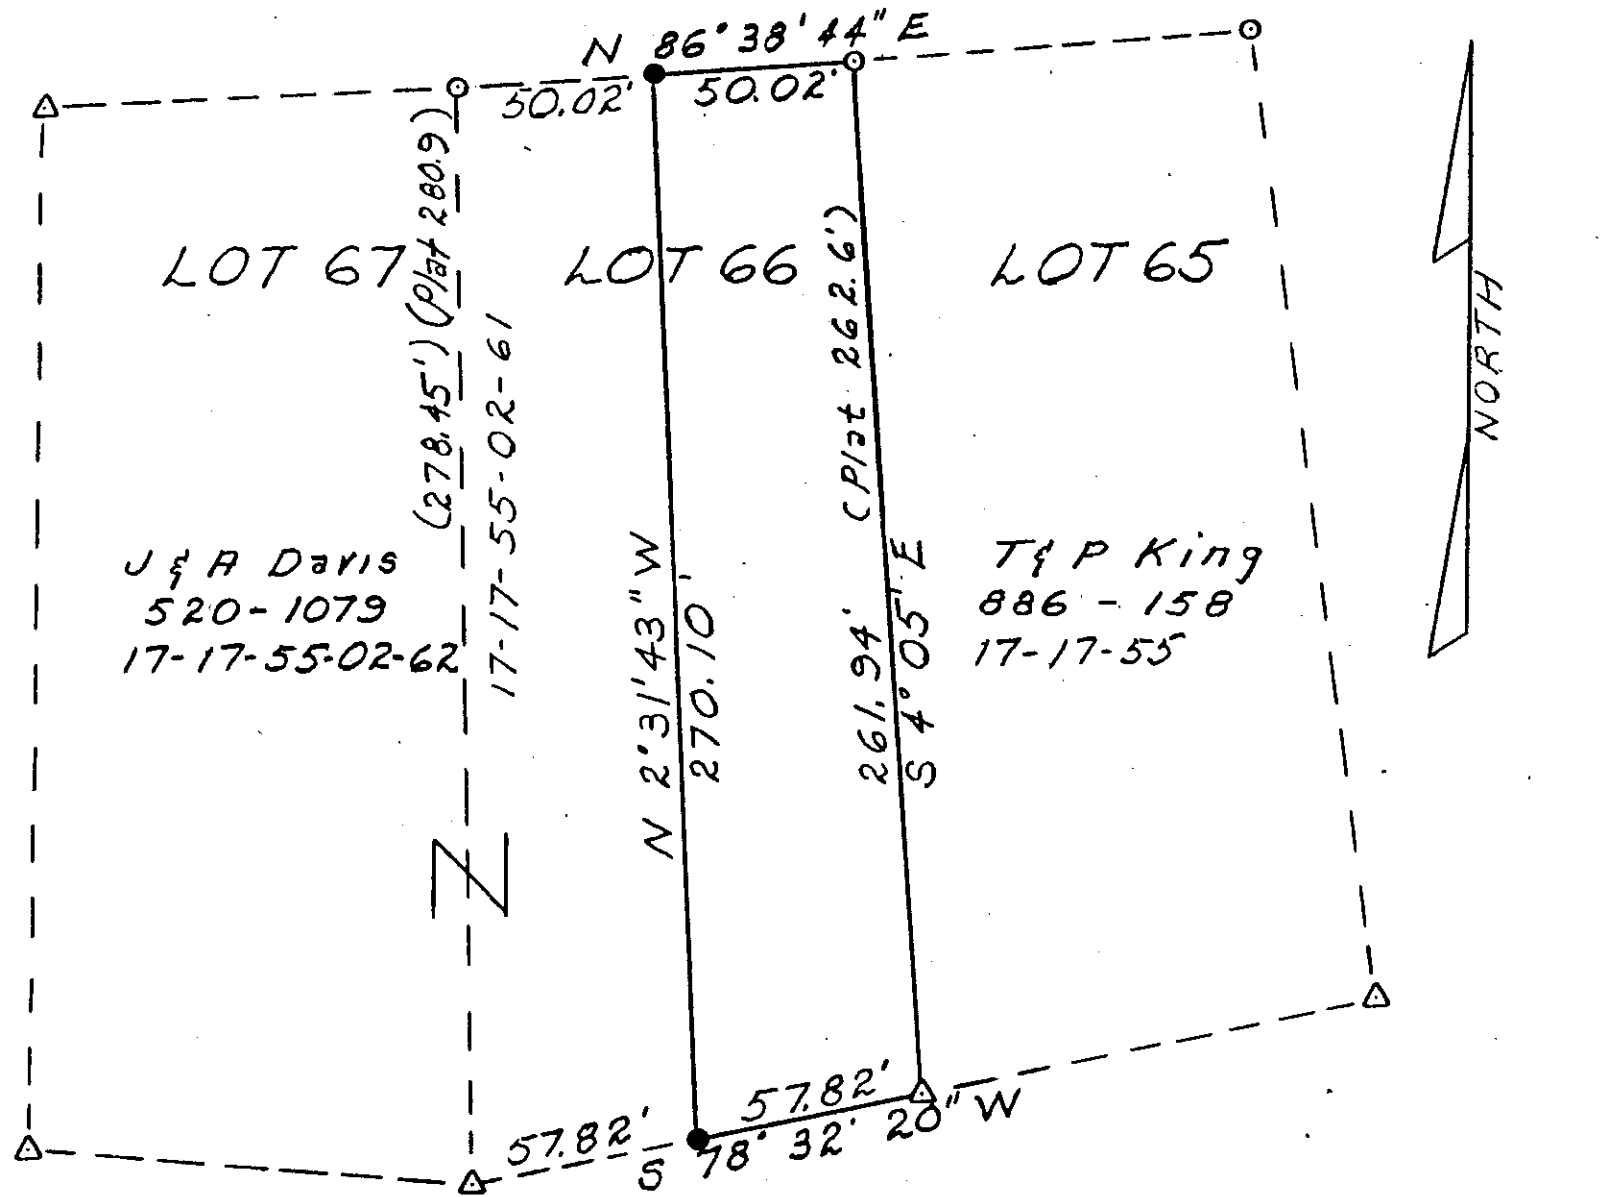 N 86° 38' 44" E
50.02'
50.02'
LOT 67
LOT 66
LOT 65
(278.45') (Plat 280.9)
17-17-55-02-61
(Plat 262.6')
NORTH
J & A Davis
520-1079
17-17-55-02-62
N 2° 31' 43" W
270.10'
261.94'
S 4° 05' E
T & P King
886 - 158
17-17-55
Z
57.82'
57.82'
S 78° 32' 20" W